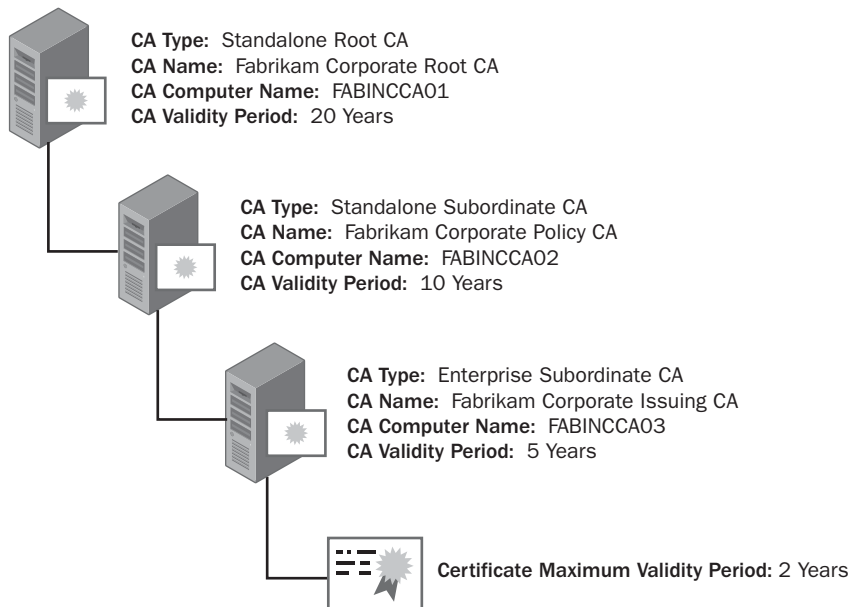 CA Type: Standalone Root CA
CA Name: Fabrikam Corporate Root CA
CA Computer Name: FABINCCA01
CA Validity Period: 20 Years
CA Type: Standalone Subordinate CA
CA Name: Fabrikam Corporate Policy CA
CA Computer Name: FABINCCA02
CA Validity Period: 10 Years
CA Type: Enterprise Subordinate CA
CA Name: Fabrikam Corporate Issuing CA
CA Computer Name: FABINCCA03
CA Validity Period: 5 Years
Certificate Maximum Validity Period: 2 Years